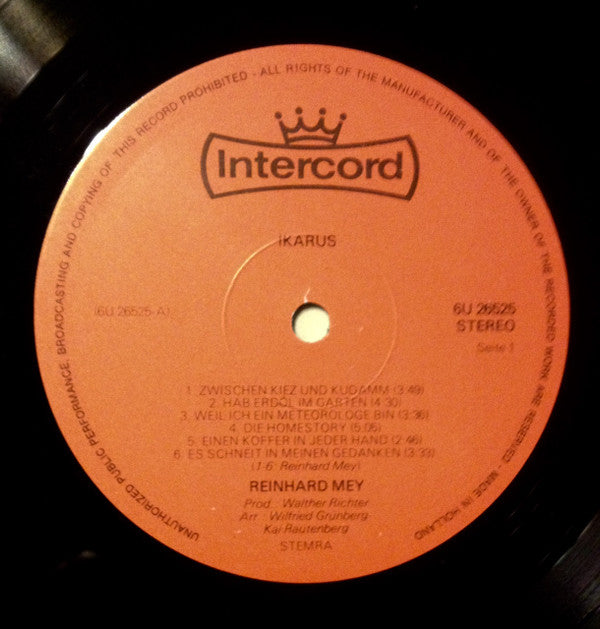 UNAUTHORIZED PUBLIC PERFORMANCE, BROADCASTING AND COPYING OF THIS RECORD PROHIBITED - ALL RIGHTS OF THE MANUFACTURER AND OF THE OWNER OF THE RECORDED WORK ARE RESERVED - MADE IN HOLLAND
Intercord
IKARUS
(6U 26525-A)
6U 26525
STEREO
Seite 1
1. ZWISCHEN KIEZ UND KUDAMM (3:49)
2. HAB ERDÖL IM GARTEN (4:30)
3. WEIL ICH EIN METEOROLOGE BIN (3:36)
4. DIE HOMESTORY (5:05)
5. EINEN KOFFER IN JEDER HAND (2:46)
6. ES SCHNEIT IN MEINEN GEDANKEN (3:33)
(1-6: Reinhard Mey)
REINHARD MEY
Prod.: Walther Richter
Arr.: Wilfried Grünberg
Kai Rautenberg
STEMRA